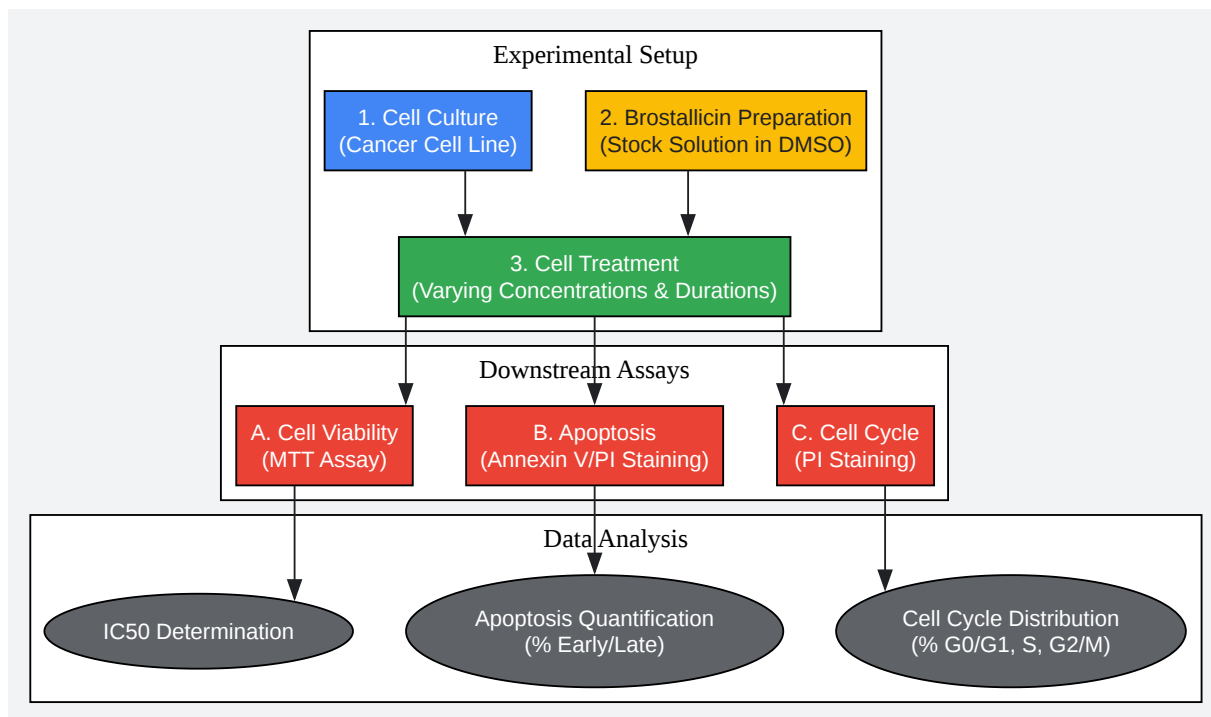 Experimental Setup
1. Cell Culture
(Cancer Cell Line)
2. Brostallicin Preparation
(Stock Solution in DMSO)
3. Cell Treatment
(Varying Concentrations & Durations)
Downstream Assays
A. Cell Viability
(MTT Assay)
B. Apoptosis
(Annexin V/PI Staining)
C. Cell Cycle
(PI Staining)
Data Analysis
IC50 Determination
Apoptosis Quantification
(% Early/Late)
Cell Cycle Distribution
(% G0/G1, S, G2/M)